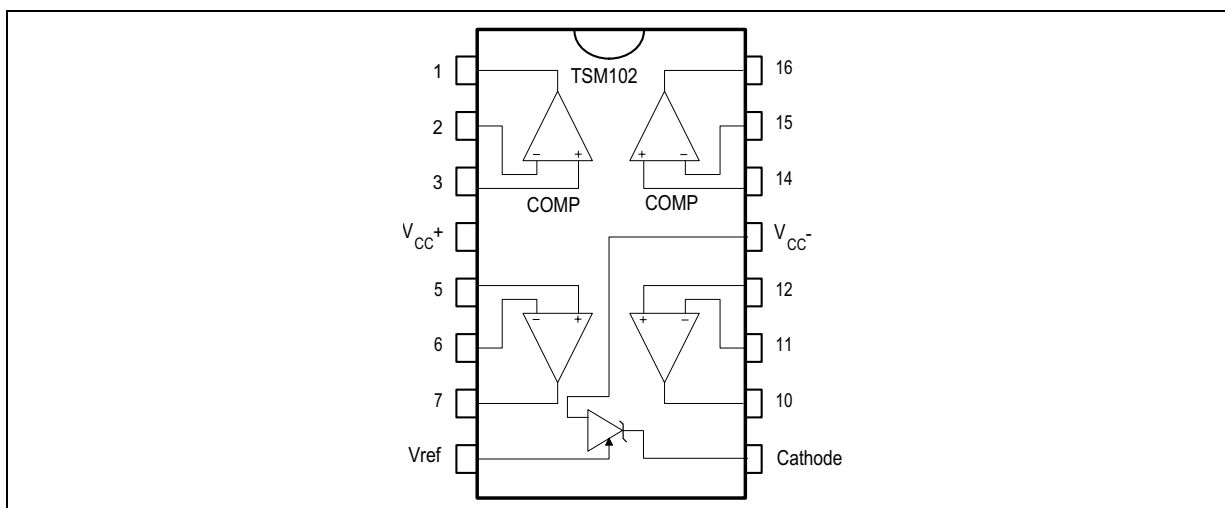 TSM102
1
16
2
15
- +
+ -
3
14
COMP
COMP
VCC+
VCC-
5
12
- +
+ -
6
11
7
10
Vref
Cathode